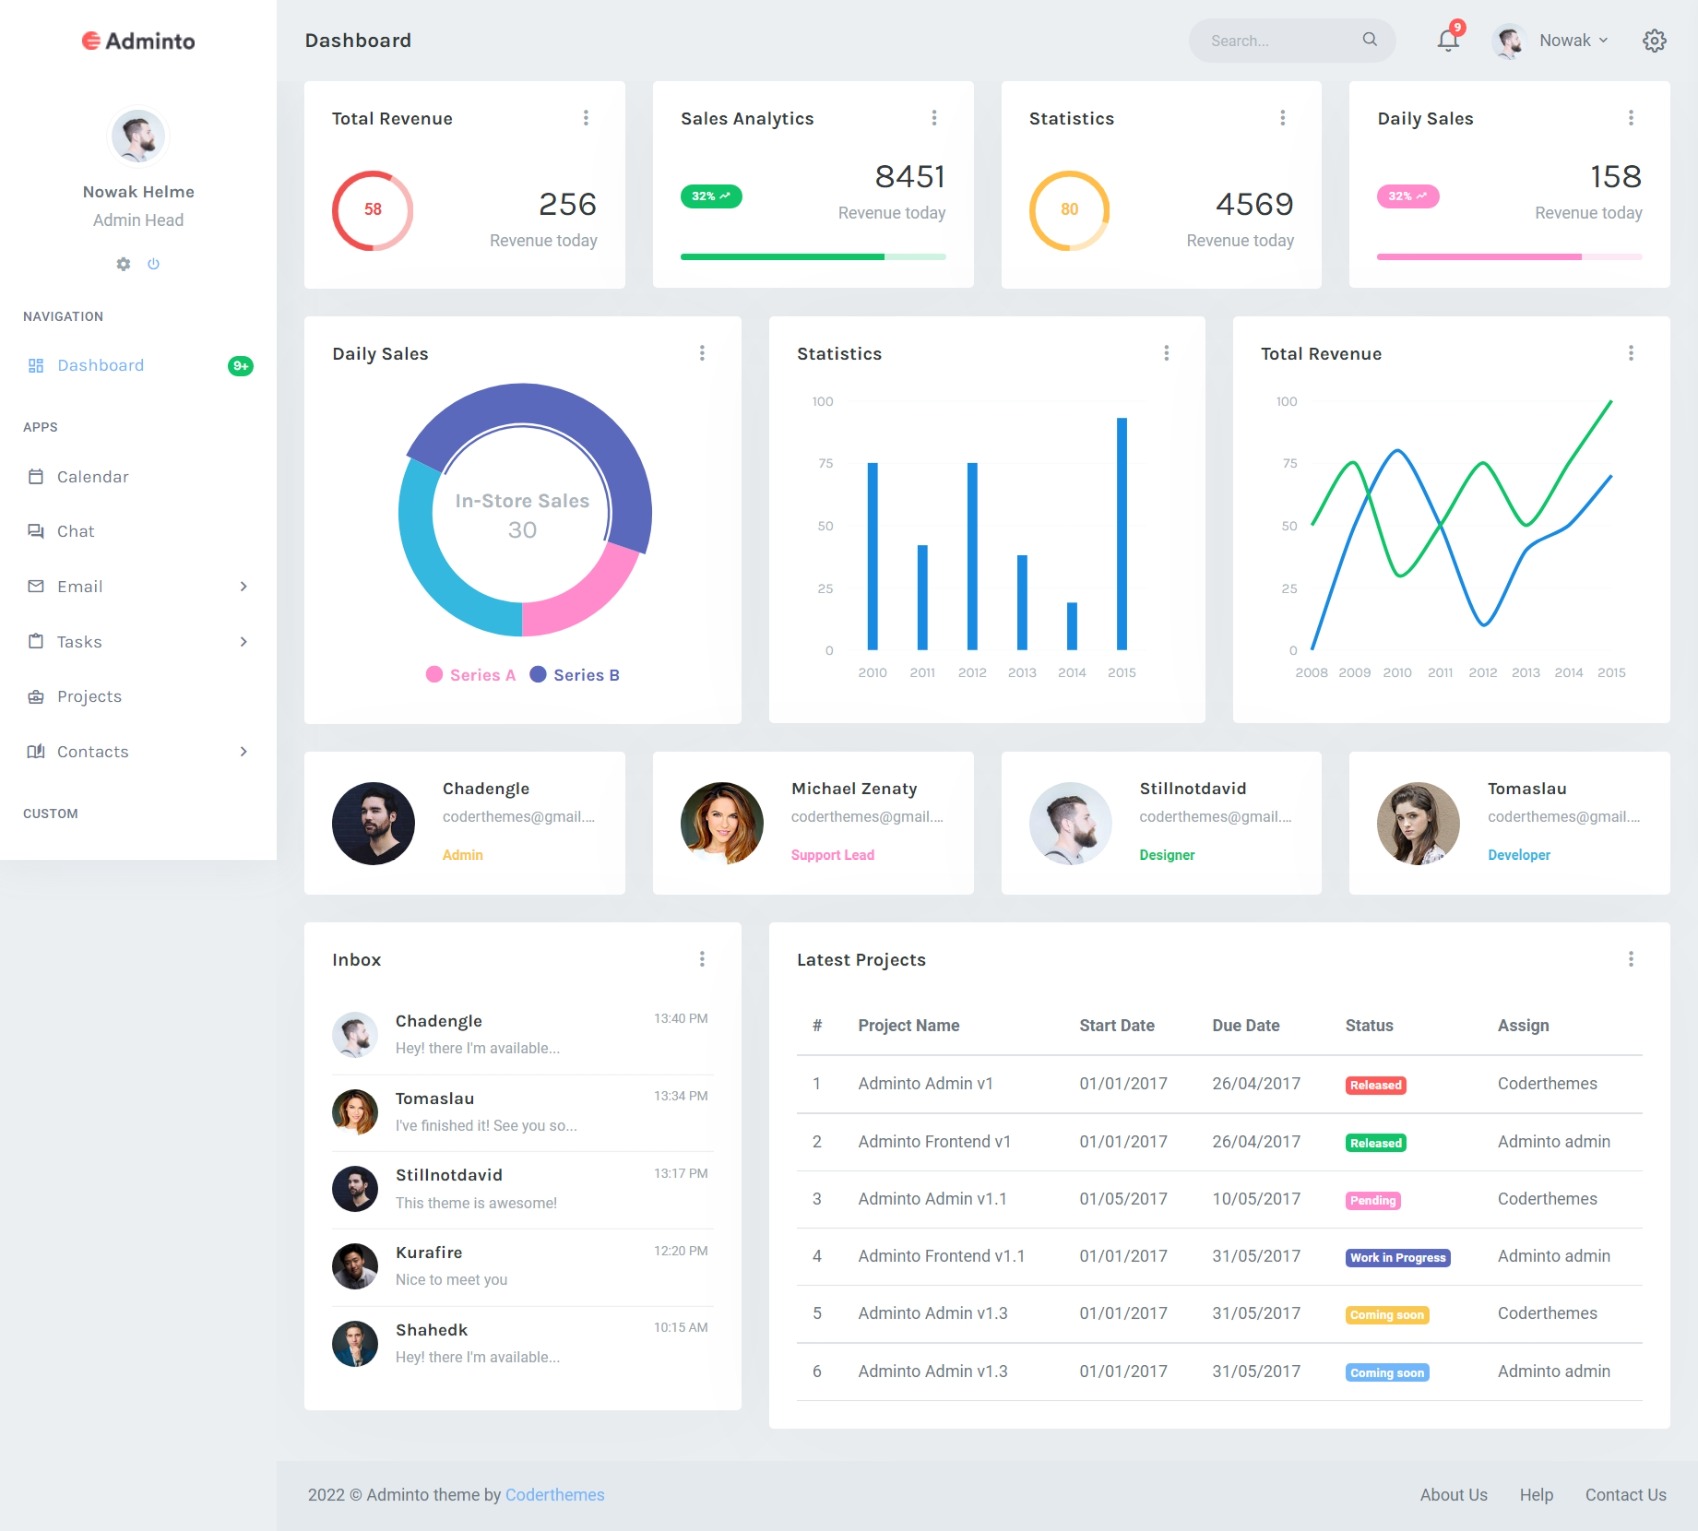 Adminto
Nowak Helme
Admin Head
NAVIGATION
Dashboard
9+
APPS
Calendar
Chat
Email
Tasks
Projects
Contacts
CUSTOM
Dashboard
Search...
9
Nowak
Total Revenue
58
256
Revenue today
Sales Analytics
32%
8451
Revenue today
Statistics
80
4569
Revenue today
Daily Sales
32%
158
Revenue today
Daily Sales
In-Store Sales
30
Series A Series B
Statistics
100
75
50
25
0
2010 2011 2012 2013 2014 2015
Total Revenue
100
75
50
25
0
2008 2009 2010 2011 2012 2013 2014 2015
Chadengle
coderthemes@gmail....
Admin
Michael Zenaty
coderthemes@gmail....
Support Lead
Stillnotdavid
coderthemes@gmail....
Designer
Tomaslau
coderthemes@gmail....
Developer
Inbox
Chadengle 13:40 PM
Hey! there I'm available...
Tomaslau 13:34 PM
I've finished it! See you so...
Stillnotdavid 13:17 PM
This theme is awesome!
Kurafire 12:20 PM
Nice to meet you
Shahedk 10:15 AM
Hey! there I'm available...
Latest Projects
# Project Name Start Date Due Date Status Assign
1 Adminto Admin v1 01/01/2017 26/04/2017 Released Coderthemes
2 Adminto Frontend v1 01/01/2017 26/04/2017 Released Adminto admin
3 Adminto Admin v1.1 01/05/2017 10/05/2017 Pending Coderthemes
4 Adminto Frontend v1.1 01/01/2017 31/05/2017 Work in Progress Adminto admin
5 Adminto Admin v1.3 01/01/2017 31/05/2017 Coming soon Coderthemes
6 Adminto Admin v1.3 01/01/2017 31/05/2017 Coming soon Adminto admin
2022 © Adminto theme by Coderthemes
About Us Help Contact Us